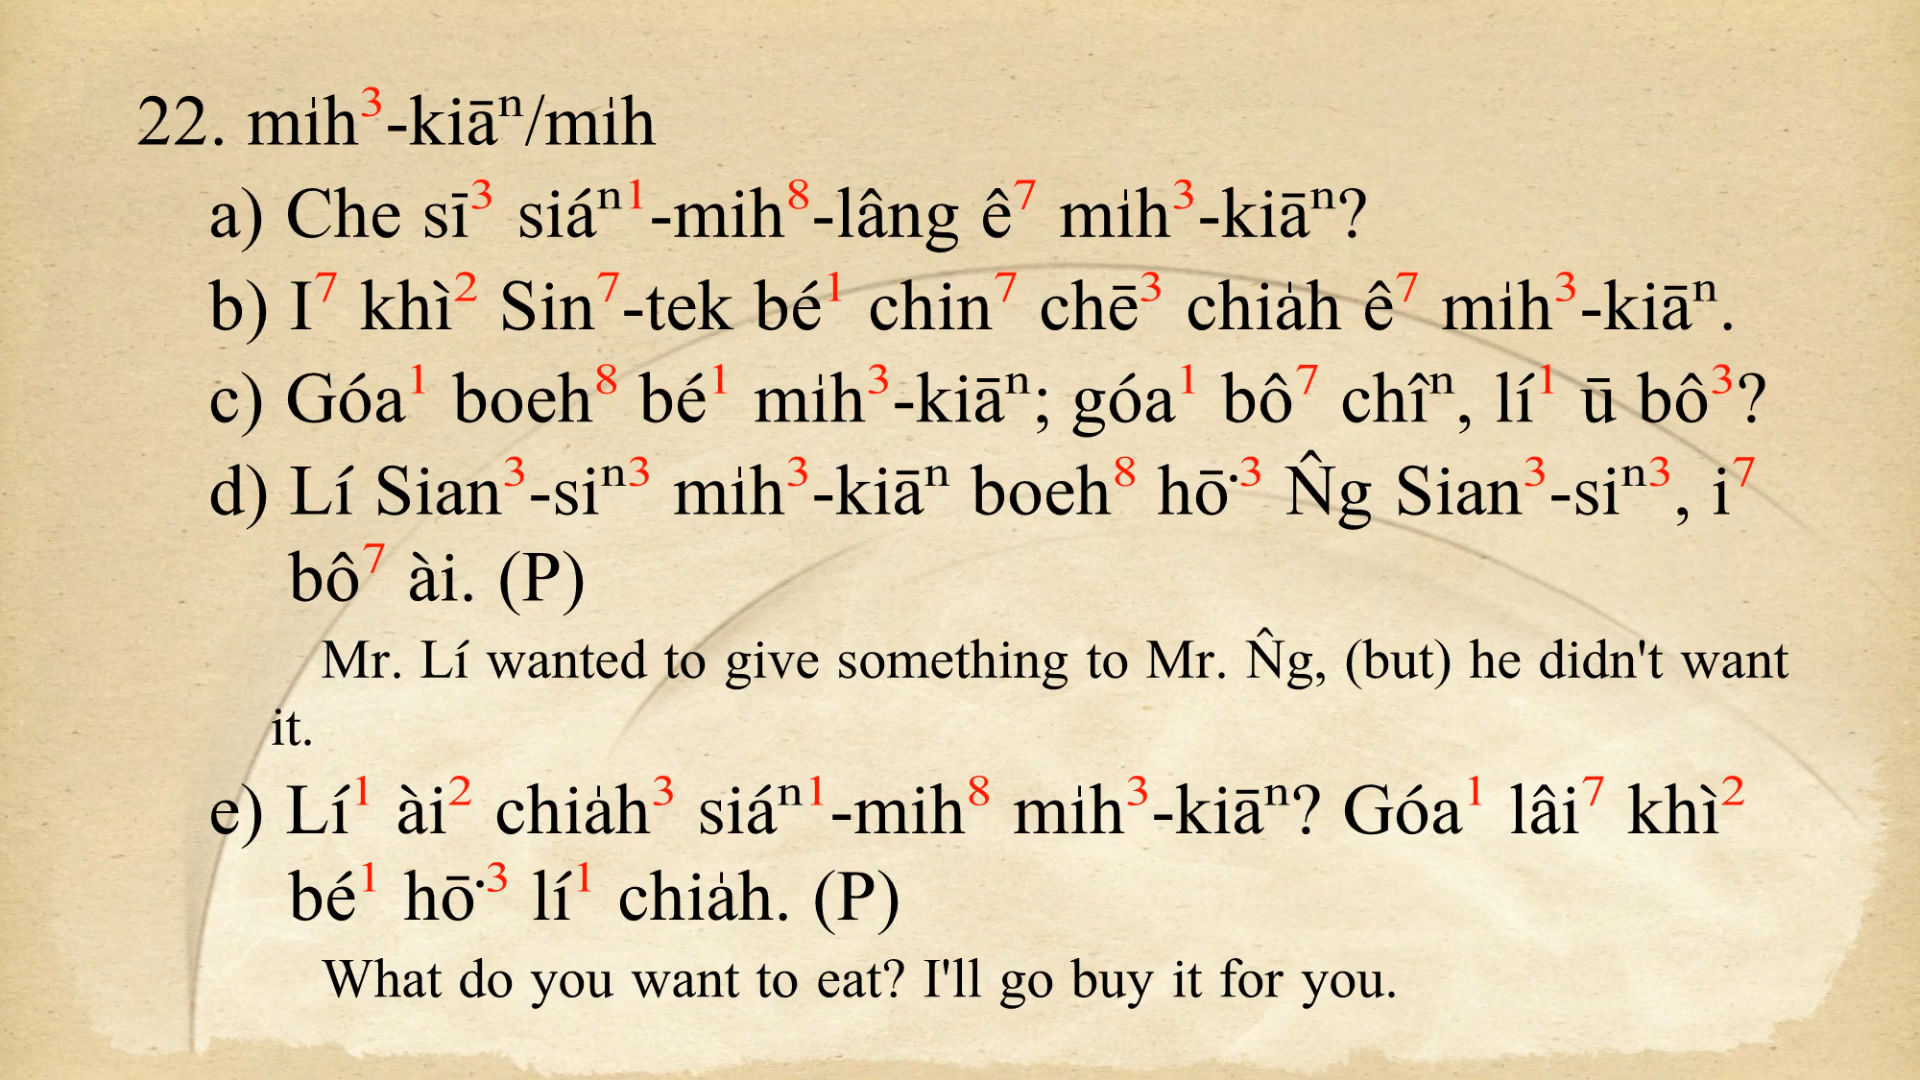 22. mi̍h³-kiāⁿ/mi̍h
a) Che sī³ siáⁿ¹-mih⁸-lâng ê⁷ mi̍h³-kiāⁿ?
b) I⁷ khì² Sin⁷-tek bé¹ chin⁷ chē³ chia̍h ê⁷ mi̍h³-kiāⁿ.
c) Góa¹ boeh⁸ bé¹ mi̍h³-kiāⁿ; góa¹ bô⁷ chîⁿ, lí¹ ū bô³?
d) Lí Sian³-siⁿ³ mi̍h³-kiāⁿ boeh⁸ hō͘³ N̂g Sian³-siⁿ³, i⁷
bô⁷ ài. (P)
Mr. Lí wanted to give something to Mr. N̂g, (but) he didn't want
it.
e) Lí¹ ài² chia̍h³ siáⁿ¹-mih⁸ mi̍h³-kiāⁿ? Góa¹ lâi⁷ khì²
bé¹ hō͘³ lí¹ chia̍h. (P)
What do you want to eat? I'll go buy it for you.